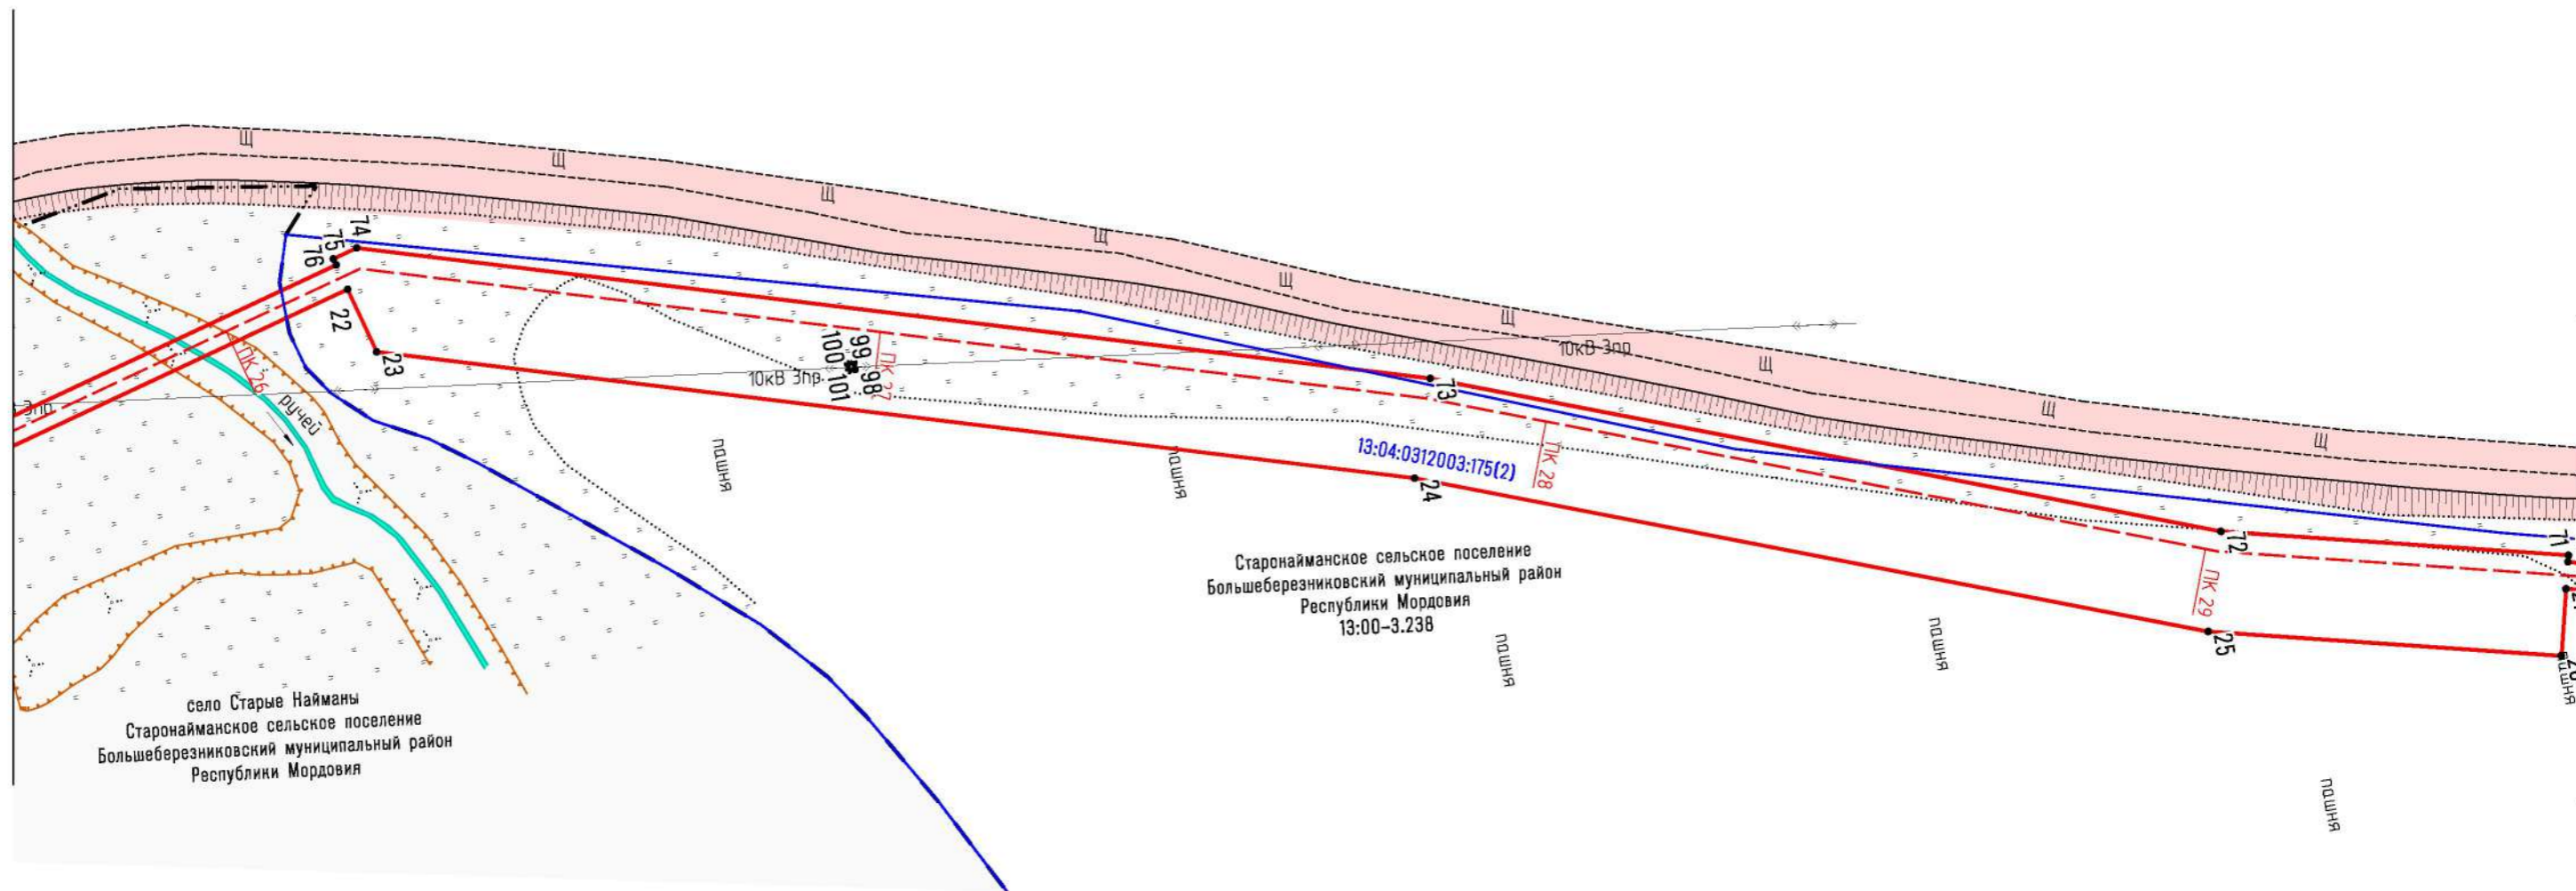 Щ
Щ
Щ
Щ
Щ
Щ
Щ
Щ
Щ
74
75
76
22
23
ПК 26
ручей
10кВ 3пр.
99
100
98
101
ПК 27
73
10кВ 3пр
13:04:0312003:175(2)
24
ПК 28
пашня
пашня
Старонайманское сельское поселение
Большеберезниковский муниципальный район
Республики Мордовия
13:00-3.238
пашня
пашня
72
ПК 29
25
71
пашня
пашня
3пр
село Старые Найманы
Старонайманское сельское поселение
Большеберезниковский муниципальный район
Республики Мордовия